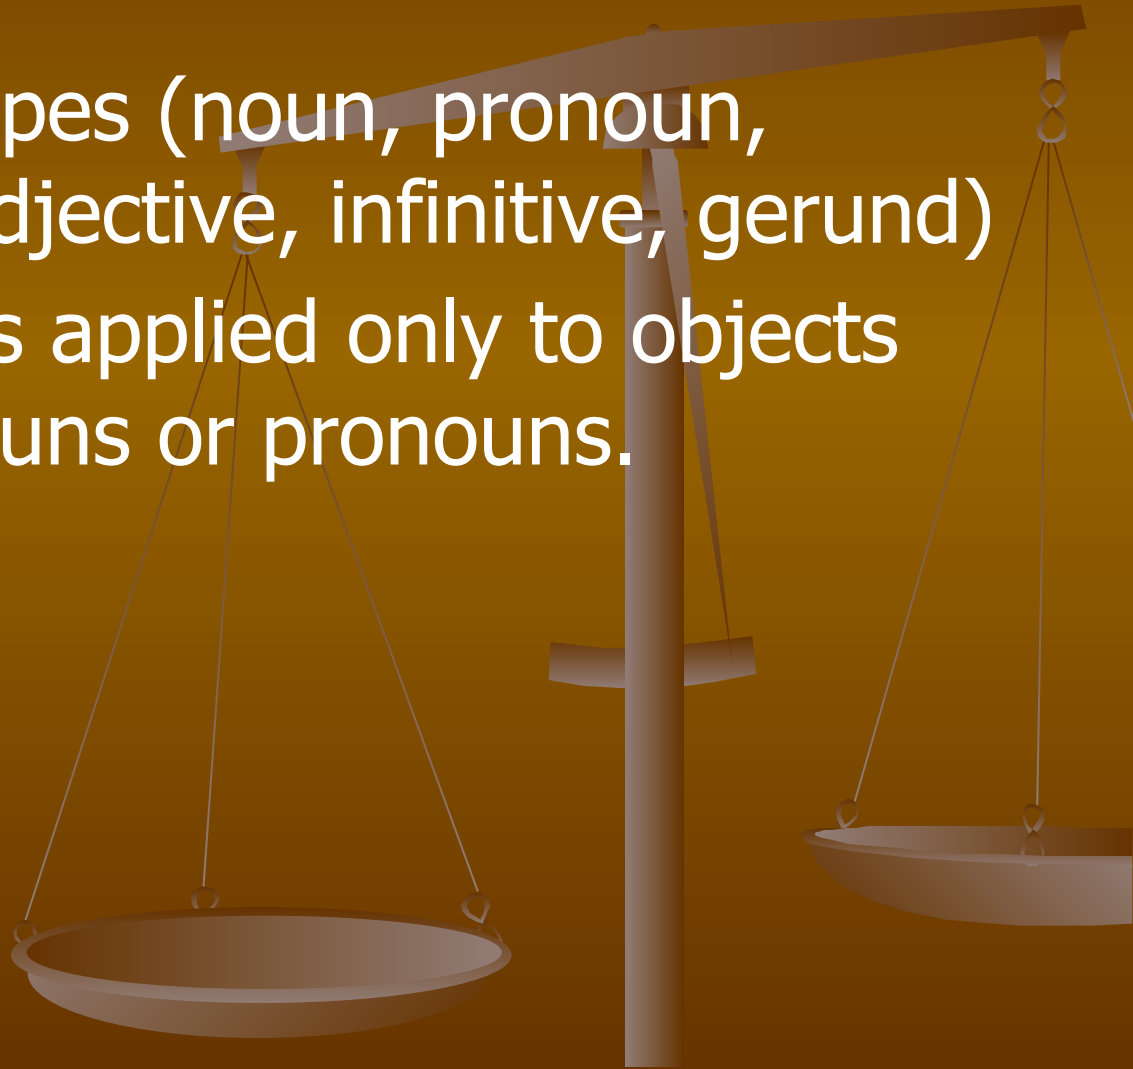 pes (noun, pronoun,
djective, infinitive, gerund)
s applied only to objects
uns or pronouns.